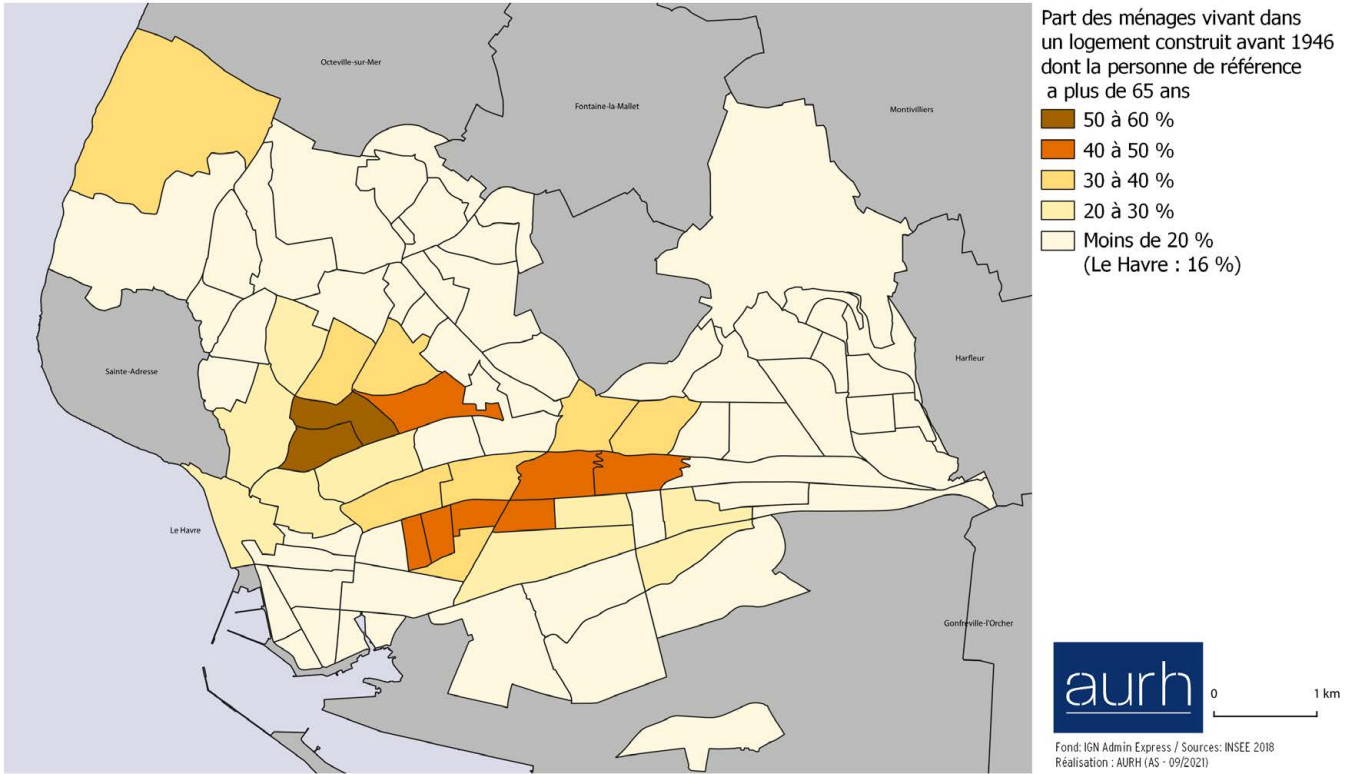 Octeville-sur-Mer
Fontaine-la-Mallet
Montivilliers
Sainte-Adresse
Harfleur
Le Havre
Gonfreville-l'Orcher
Part des ménages vivant dans
un logement construit avant 1946
dont la personne de référence
a plus de 65 ans
50 à 60 %
40 à 50 %
30 à 40 %
20 à 30 %
Moins de 20 %
(Le Havre : 16 %)
aurh
0 1 km
Fond: IGN Admin Express / Sources: INSEE 2018
Réalisation : AURH (AS - 09/2021)